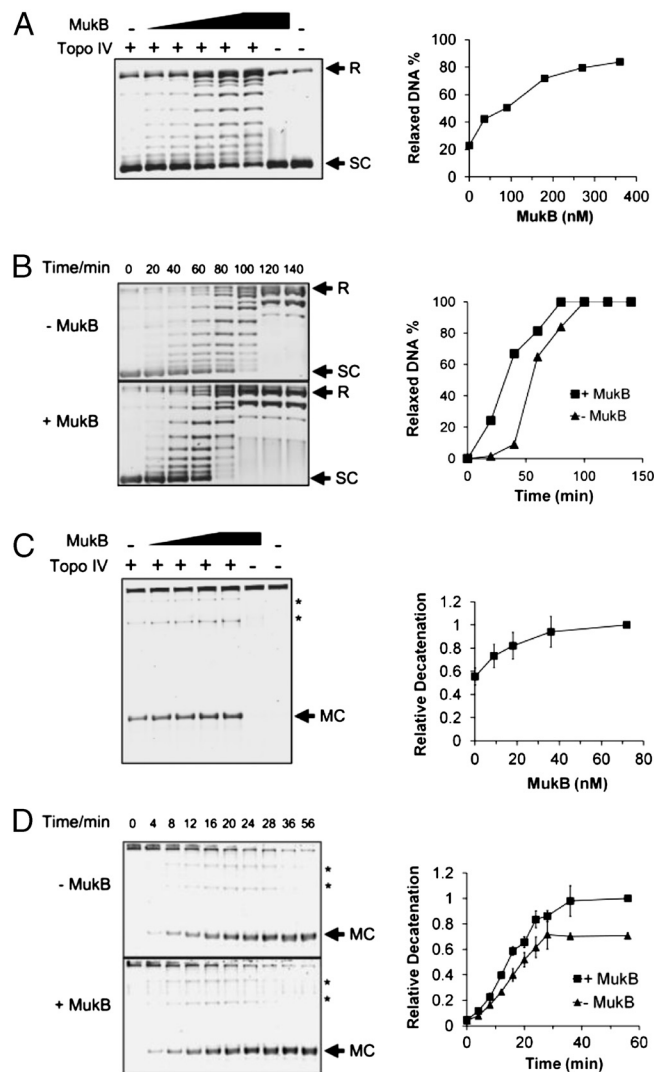 A
MukB - -
Topo IV + + + + + + - -
R
SC
Relaxed DNA %
100
80
60
40
20
0
0 100 200 300 400
MukB (nM)
B
Time/min 0 20 40 60 80 100 120 140
- MukB
R
SC
+ MukB
R
SC
Relaxed DNA %
100
80
60
40
20
0
+ MukB
- MukB
0 50 100 150
Time (min)
C
MukB - -
Topo IV + + + + + - -
*
*
MC
Relative Decatenation
1.2
1
0.8
0.6
0.4
0.2
0
0 20 40 60 80
MukB (nM)
D
Time/min 0 4 8 12 16 20 24 28 36 56
- MukB
*
*
MC
+ MukB
*
*
MC
Relative Decatenation
1.2
1
0.8
0.6
0.4
0.2
0
+ MukB
- MukB
0 20 40 60
Time (min)